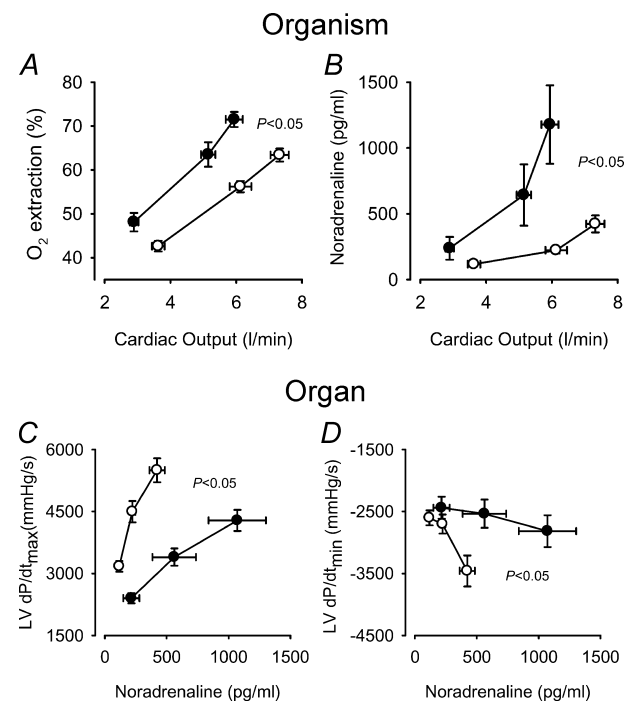 Organism
A
B
O2 extraction (%)
80
70
60
50
40
P<0.05
2 4 6 8
Cardiac Output (l/min)
Noradrenaline (pg/ml)
1500
1000
500
0
P<0.05
2 4 6 8
Cardiac Output (l/min)
Organ
C
D
LV dP/dtmax(mmHg/s)
6000
4500
3000
1500
P<0.05
0 500 1000 1500
Noradrenaline (pg/ml)
LV dP/dtmin (mmHg/s)
-1500
-2500
-3500
-4500
P<0.05
0 500 1000 1500
Noradrenaline (pg/ml)